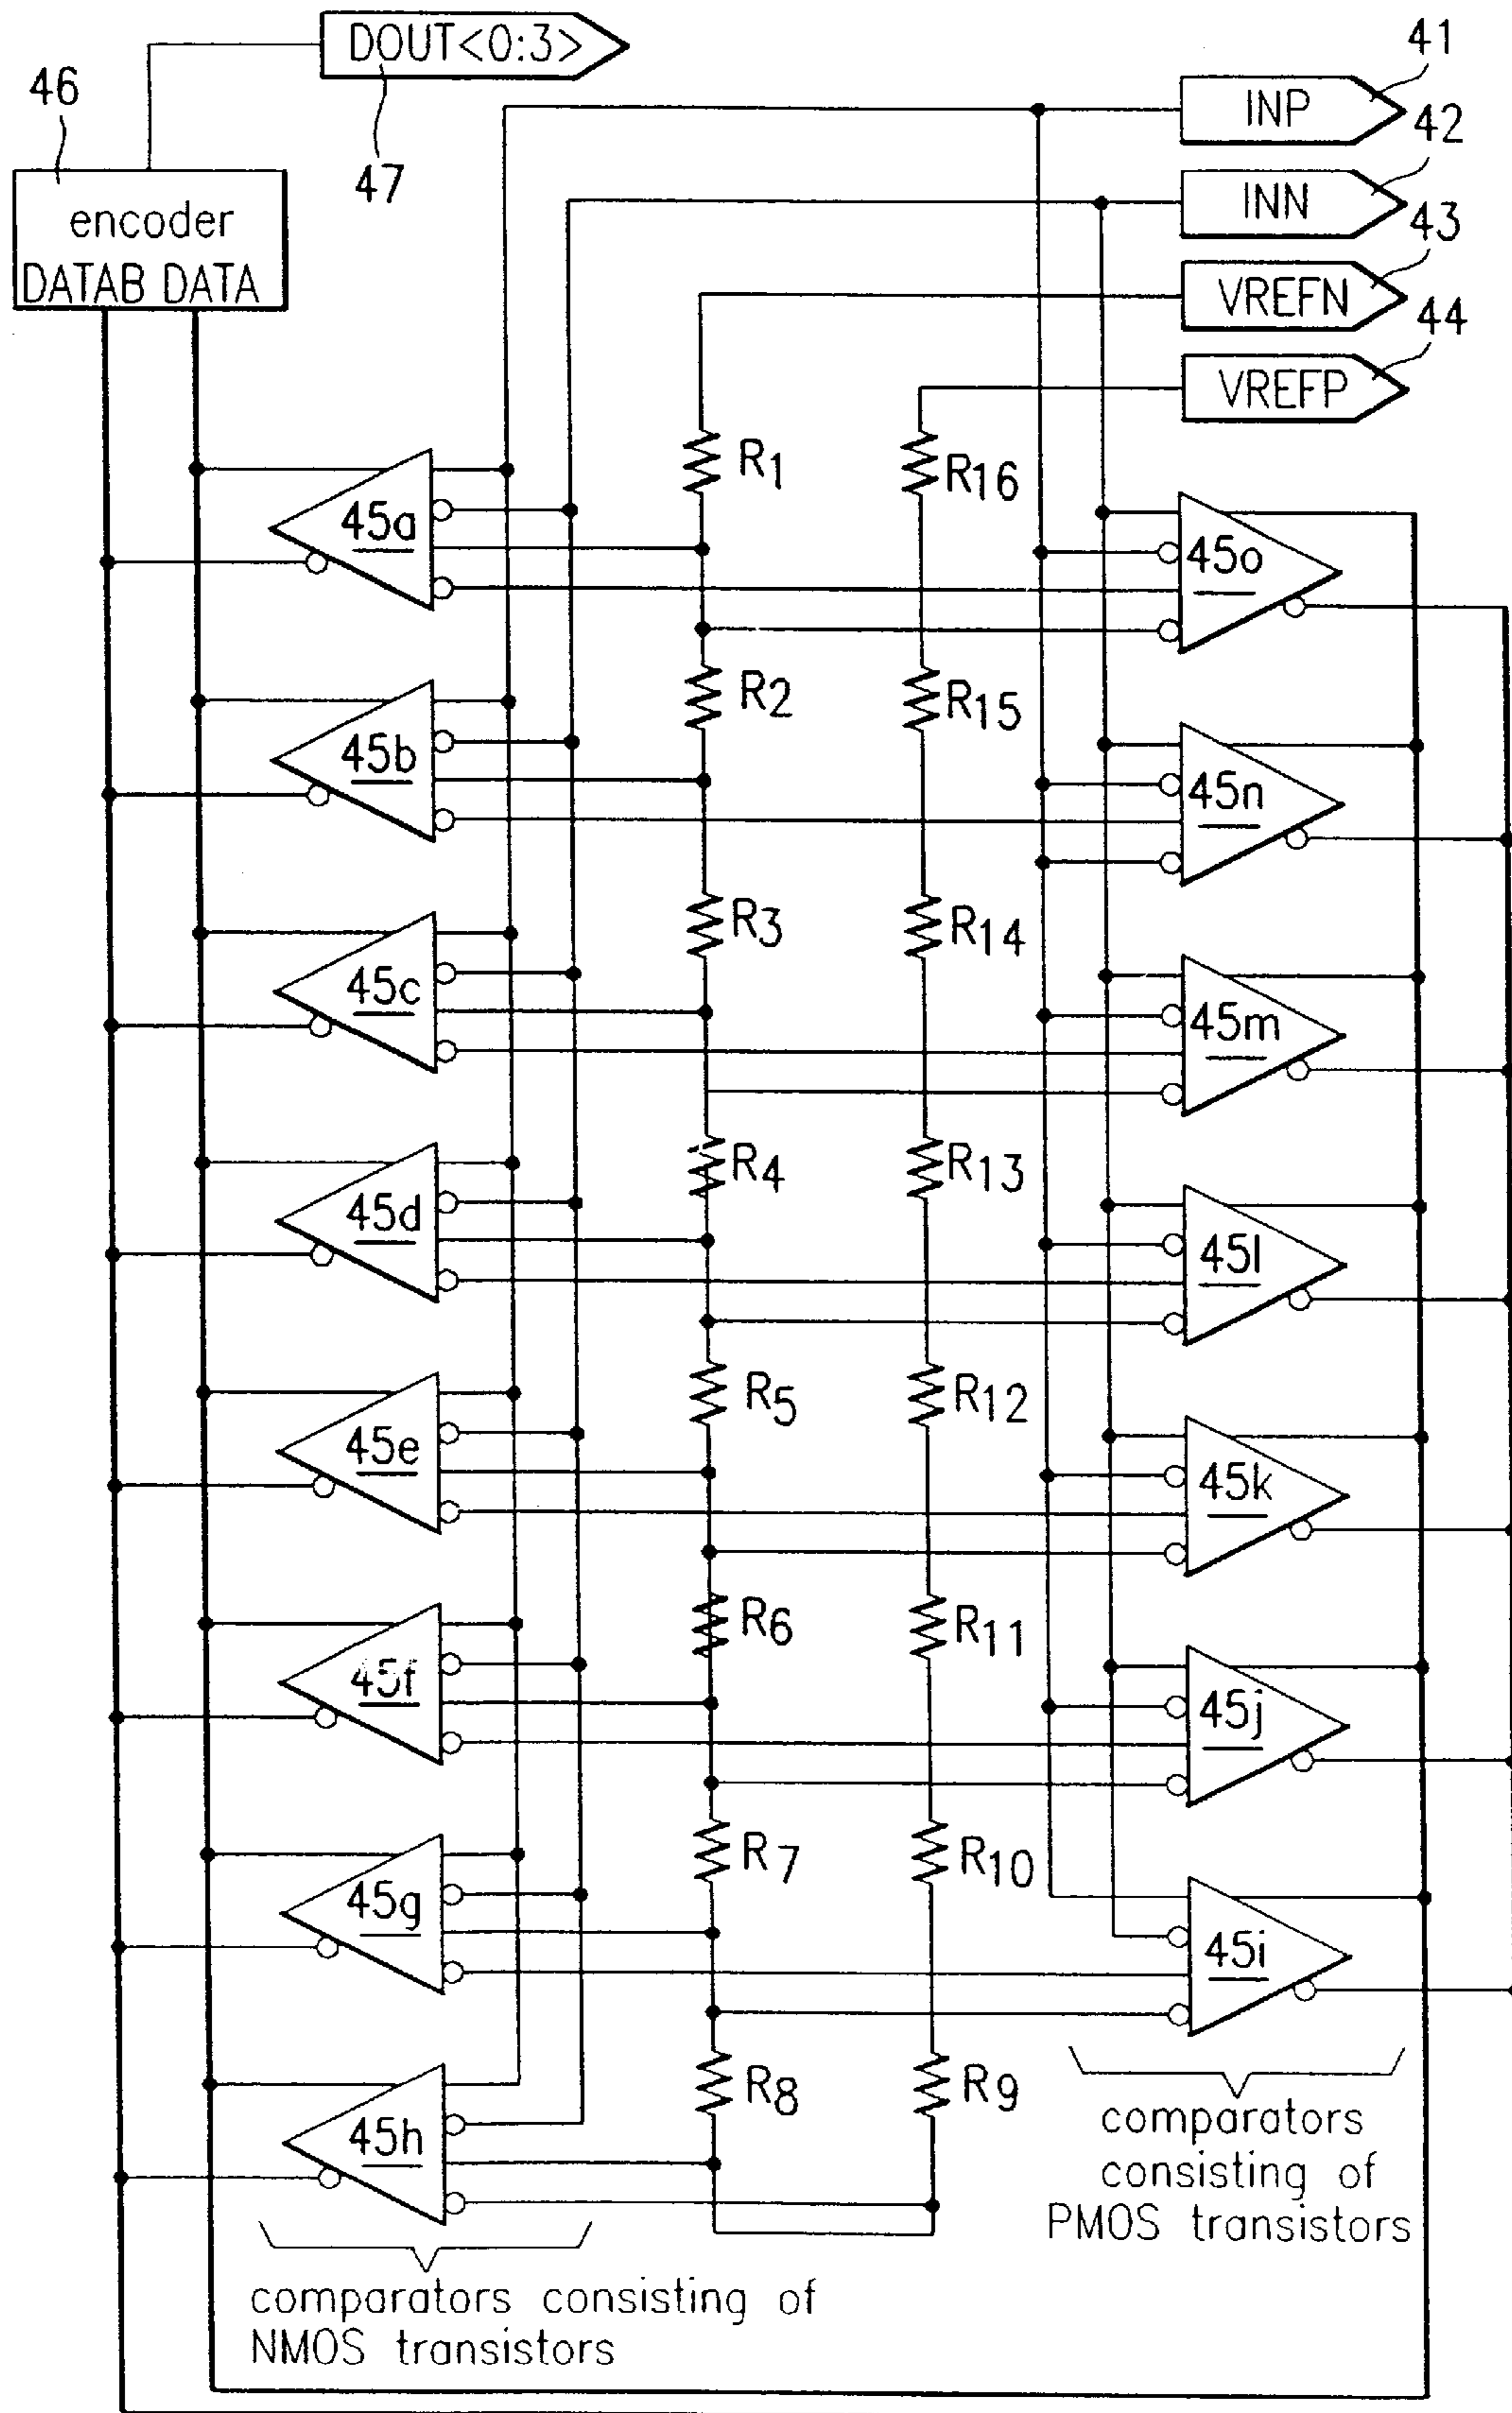 DOUT<0:3>
41
46
INP
42
47
encoder
INN
43
DATAB DATA
VREFN
44
VREFP
R1
R16
45a
45o
R2
R15
45b
45n
R3
R14
45c
45m
R4
R13
45d
45l
R5
R12
45e
45k
R6
R11
45f
45j
R7
R10
45g
45i
R8
R9
45h
comparators
consisting of
PMOS transistors
comparators consisting of
NMOS transistors